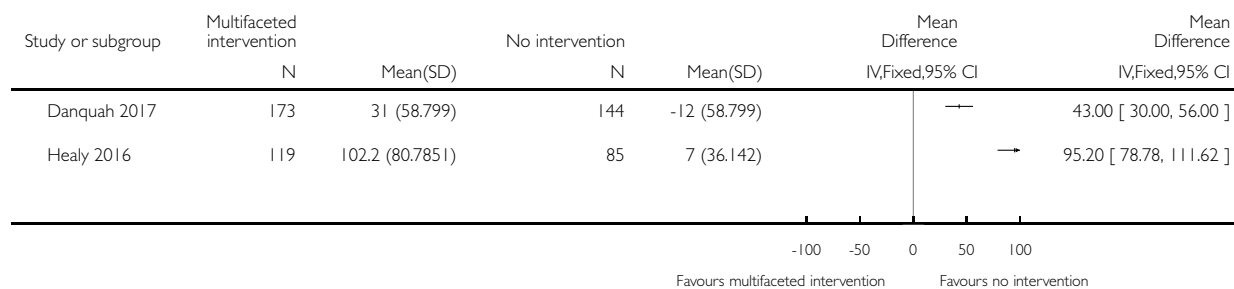 Study or subgroup Multifaceted intervention No intervention Mean Difference Mean Difference
N Mean(SD) N Mean(SD) IV,Fixed,95% CI IV,Fixed,95% CI
Danquah 2017 173 31 (58.799) 144 -12 (58.799) 43.00 [ 30.00, 56.00 ]
Healy 2016 119 102.2 (80.7851) 85 7 (36.142) 95.20 [ 78.78, 111.62 ]
-100 -50 0 50 100
Favours multifaceted intervention Favours no intervention